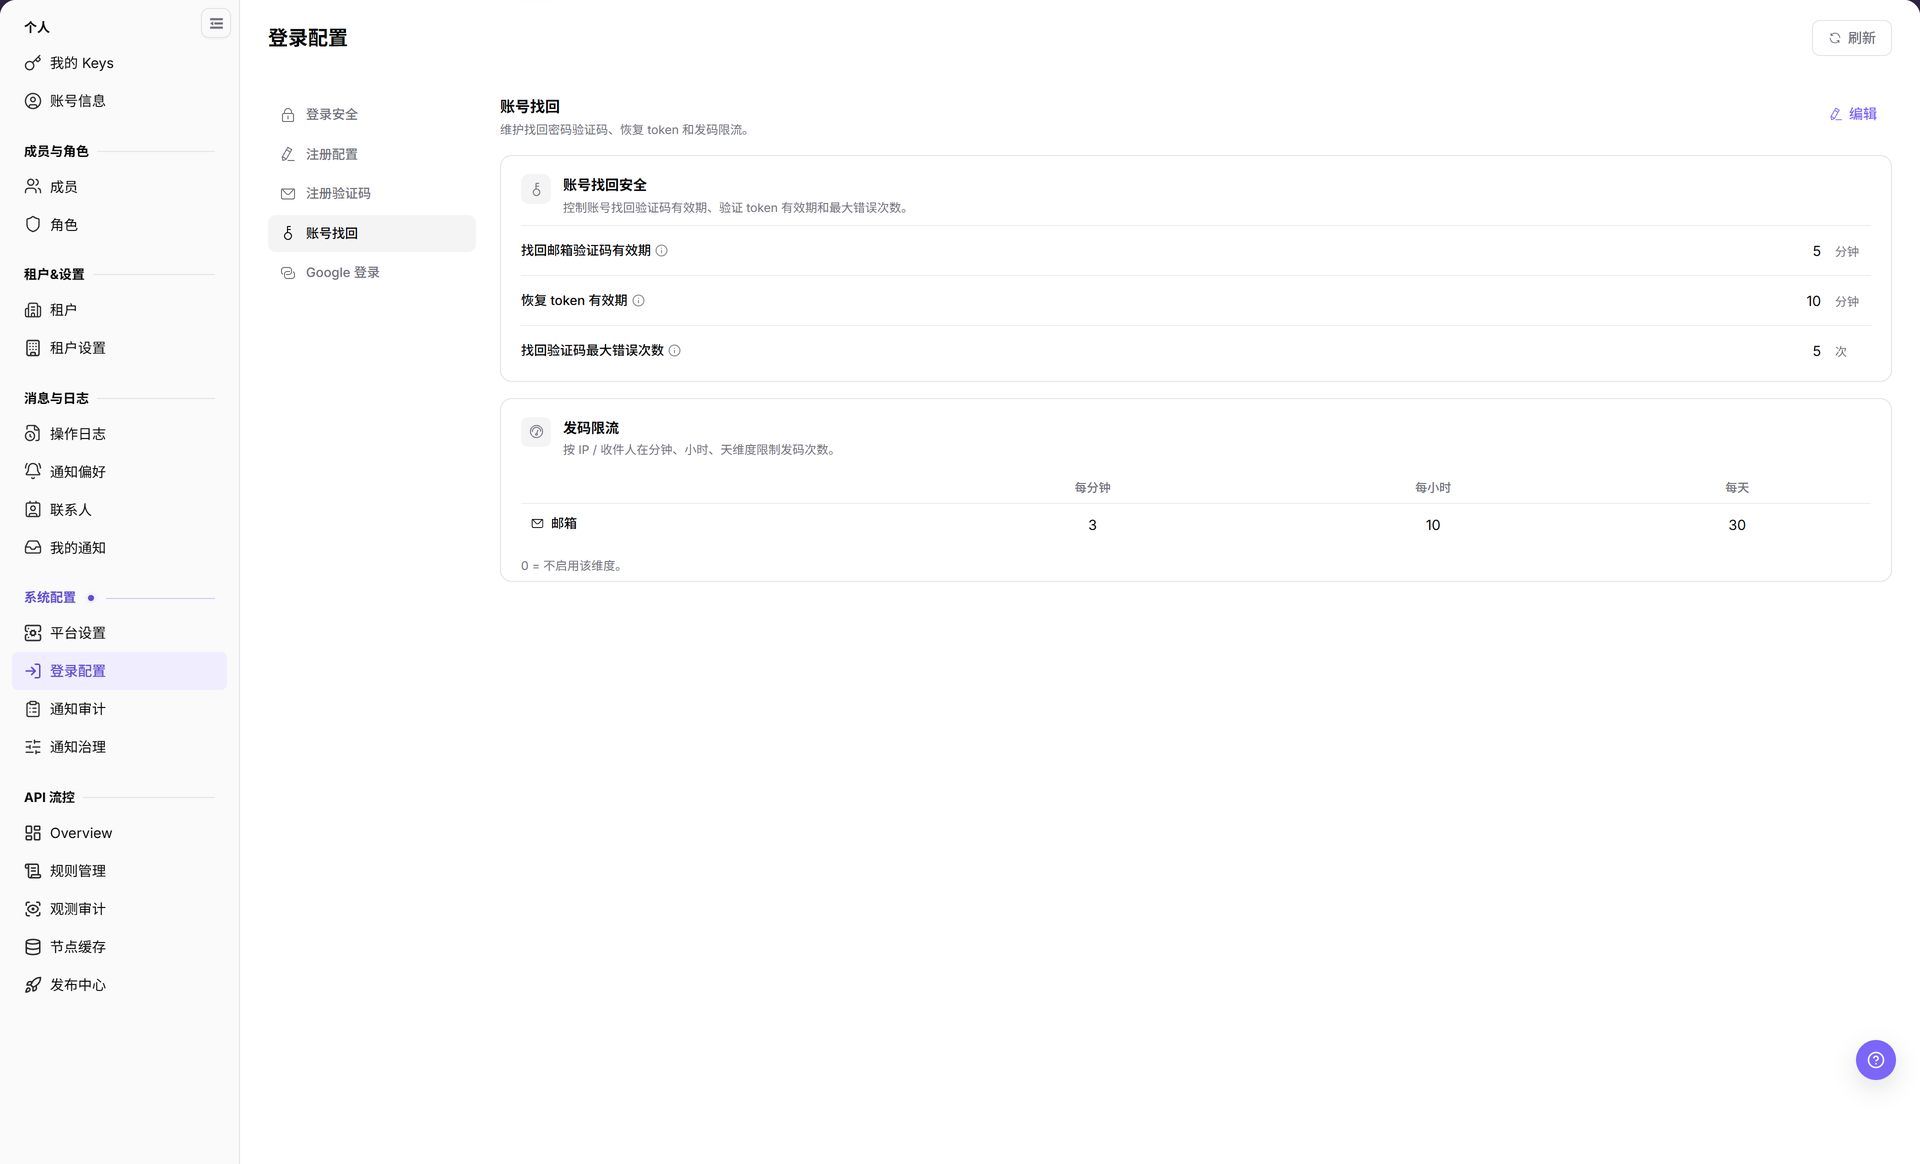 个人
我的 Keys
账号信息
成员与角色
成员
角色
租户&设置
租户
租户设置
消息与日志
操作日志
通知偏好
联系人
我的通知
系统配置
平台设置
登录配置
通知审计
通知治理
API 流控
Overview
规则管理
观测审计
节点缓存
发布中心
登录配置
刷新
登录安全
注册配置
注册验证码
账号找回
Google 登录
账号找回
维护找回密码验证码、恢复 token 和发码限流。
编辑
账号找回安全
控制账号找回验证码有效期、验证 token 有效期和最大错误次数。
找回邮箱验证码有效期 5 分钟
恢复 token 有效期 10 分钟
找回验证码最大错误次数 5 次
发码限流
按 IP / 收件人在分钟、小时、天维度限制发码次数。
每分钟 每小时 每天
邮箱 3 10 30
0 = 不启用该维度。